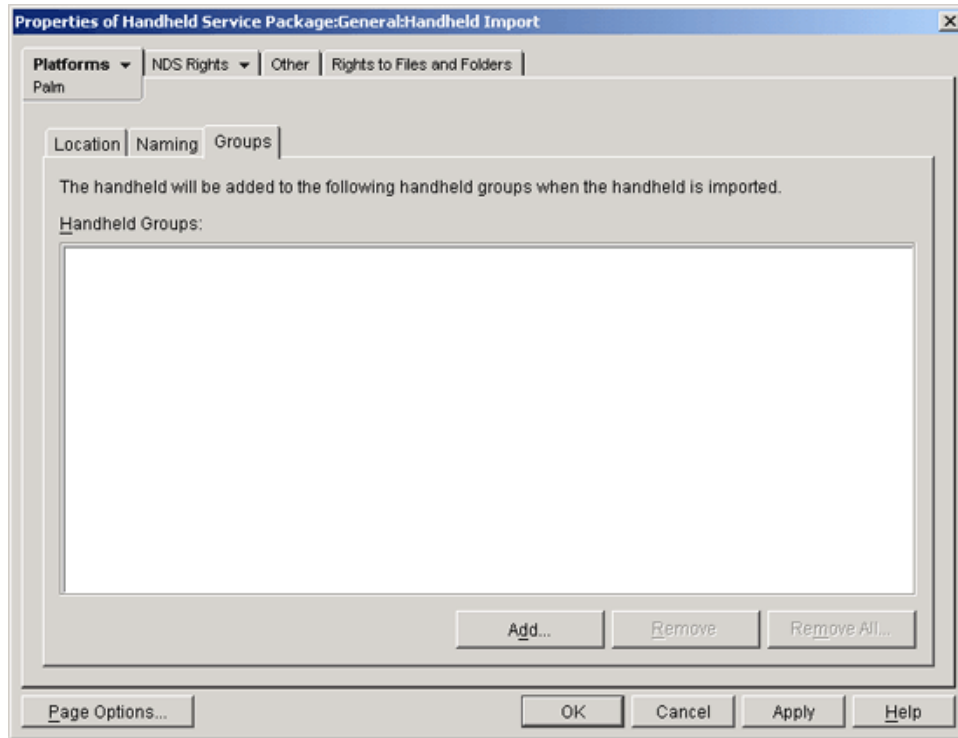 Properties of Handheld Service Package:General:Handheld Import
Platforms NDS Rights Other Rights to Files and Folders
Palm
Location Naming Groups
The handheld will be added to the following handheld groups when the handheld is imported.
Handheld Groups:
Add... Remove Remove All...
Page Options... OK Cancel Apply Help